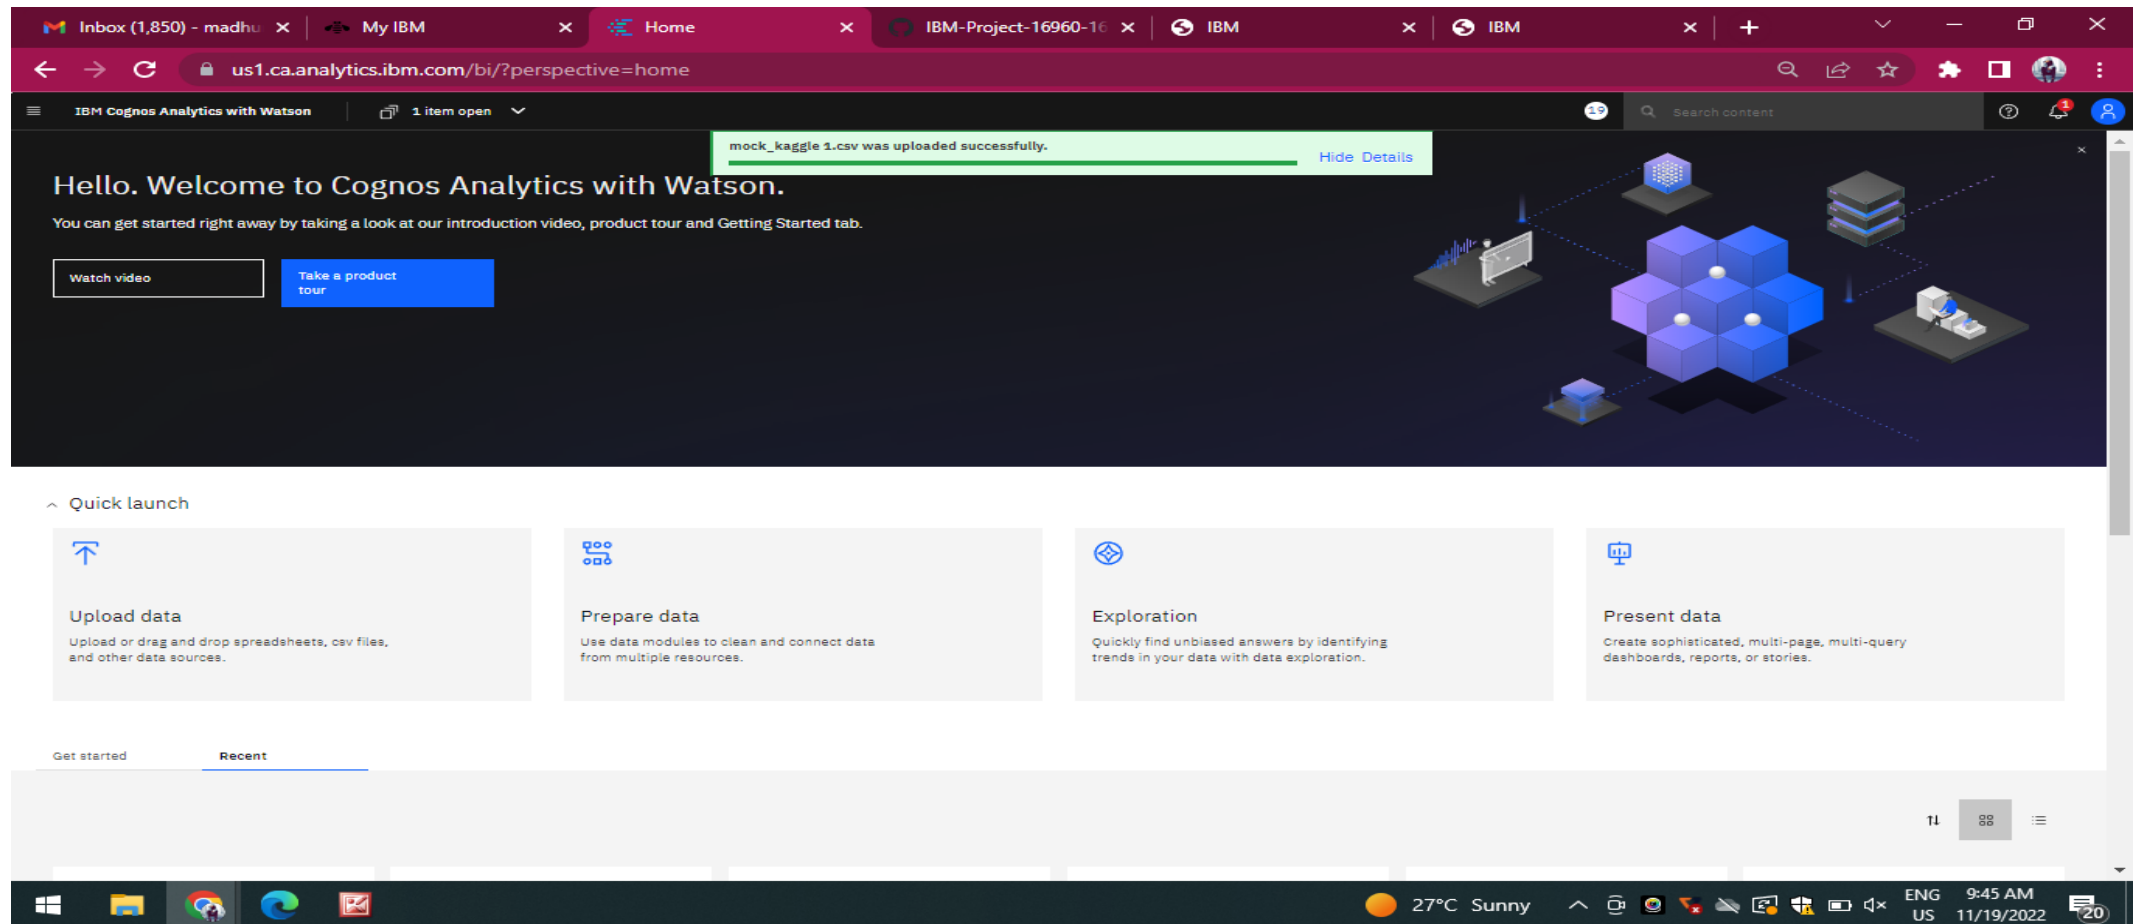 Inbox (1,850) - madhu
My IBM
Home
IBM-Project-16960-16
IBM
IBM
us1.ca.analytics.ibm.com/bi/?perspective=home
IBM Cognos Analytics with Watson
1 item open
19
Search content
1
mock_kaggle 1.csv was uploaded successfully.
Hide Details
Hello. Welcome to Cognos Analytics with Watson.
You can get started right away by taking a look at our introduction video, product tour and Getting Started tab.
Watch video
Take a product
tour
Quick launch
Upload data
Upload or drag and drop spreadsheets, csv files,
and other data sources.
Prepare data
Use data modules to clean and connect data
from multiple resources.
Exploration
Quickly find unbiased answers by identifying
trends in your data with data exploration.
Present data
Create sophisticated, multi-page, multi-query
dashboards, reports, or stories.
Get started
Recent
27°C Sunny
ENG
US
9:45 AM
11/19/2022
20